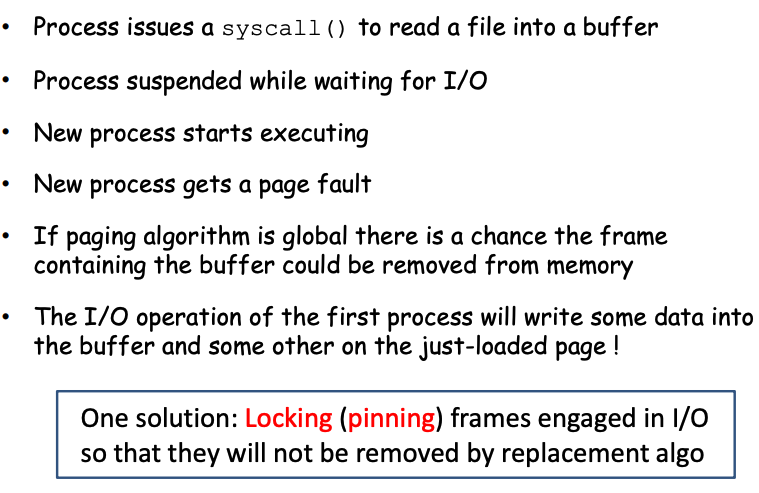 • Process issues a syscall() to read a file into a buffer
• Process suspended while waiting for I/O
• New process starts executing
• New process gets a page fault
• If paging algorithm is global there is a chance the frame
containing the buffer could be removed from memory
• The I/O operation of the first process will write some data into
the buffer and some other on the just-loaded page !
One solution: Locking (pinning) frames engaged in I/O
so that they will not be removed by replacement algo